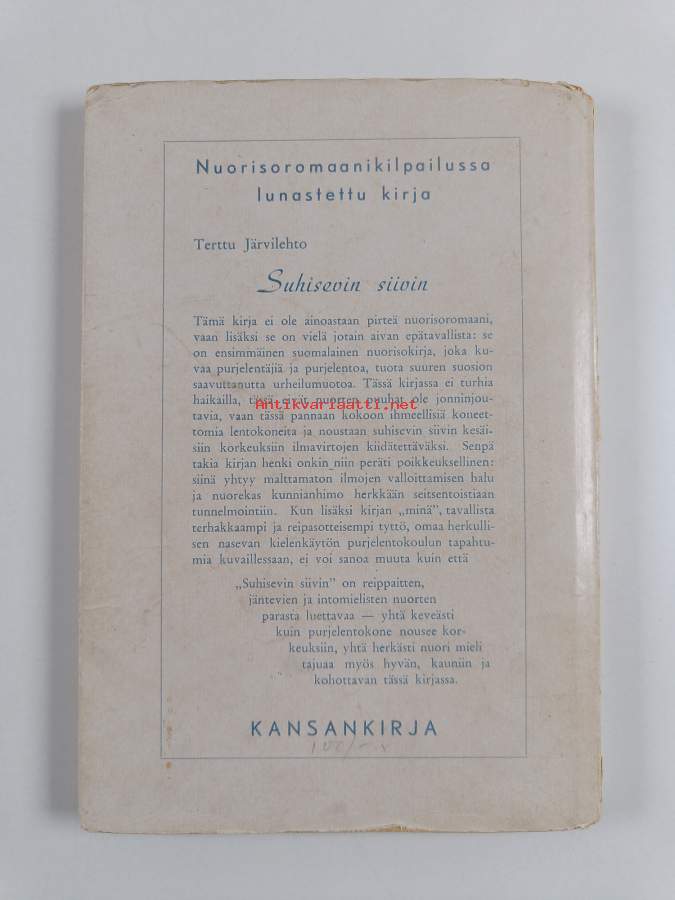 Nuorisoromaanikilpailussa
lunastettu kirja
Terttu Järvilehto
Suhisevin siivin
Tämä kirja ei ole ainoastaan pirteä nuorisoromaani,
vaan lisäksi se on vielä jotain aivan epätavallista: se
on ensimmäinen suomalainen nuorisokirja, joka ku-
vaa purjelentäjiä ja purjelentoa, tuota suuren suosion
saavuttanutta urheilumuotoa. Tässä kirjassa ei turhia
haikailla, tässä eivät nuorten puuhat ole jonninjou-
Antikvariaatti.net
tavia, vaan tässä pannaan kokoon ihmeellisiä koneet-
tomia lentokoneita ja noustaan suhisevin siivin kesäi-
siin korkeuksiin ilmavirtojen kiidätettäväksi. Senpä
takia kirjan henki onkin niin peräti poikkeuksellinen:
siinä yhtyy malttamaton ilmojen valloittamisen halu
ja nuorekas kunnianhimo herkkään seitsentoistiaan
tunnelmointiin. Kun lisäksi kirjan „minä”, tavallista
terhakkaampi ja reipasotteisempi tyttö, omaa herkulli-
sen nasevan kielenkäytön purjelentokoulun tapahtu-
mia kuvaillessaan, ei voi sanoa muuta kuin että
„Suhisevin siivin” on reippaitten,
jäntevien ja intomielisten nuorten
parasta luettavaa — yhtä keveästi
kuin purjelentokone nousee kor-
keuksiin, yhtä herkästi nuori mieli
tajuaa myös hyvän, kauniin ja
kohottavan tässä kirjassa.
KANSANKIRJA